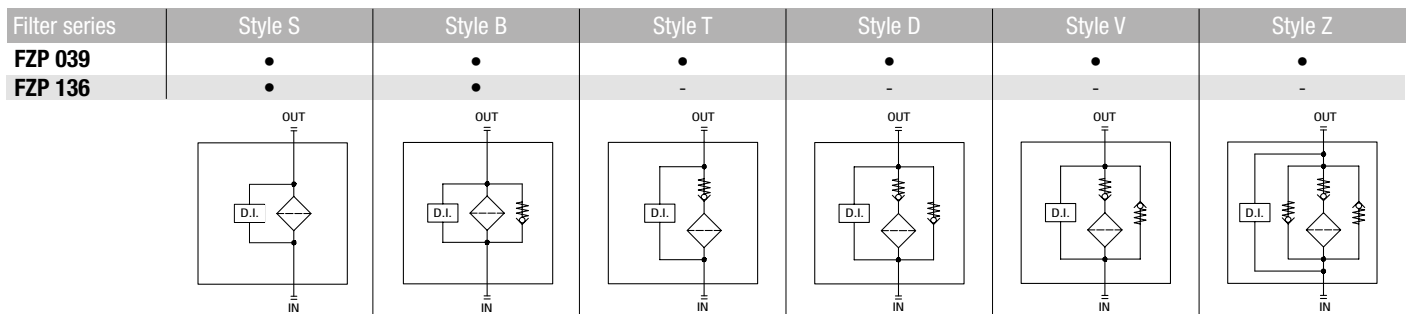 Filter series Style S Style B Style T Style D Style V Style Z
FZP 039 • • • • • •
FZP 136 • • - - - -
OUT OUT OUT OUT OUT OUT
D.I. D.I. D.I. D.I. D.I. D.I.
IN IN IN IN IN IN